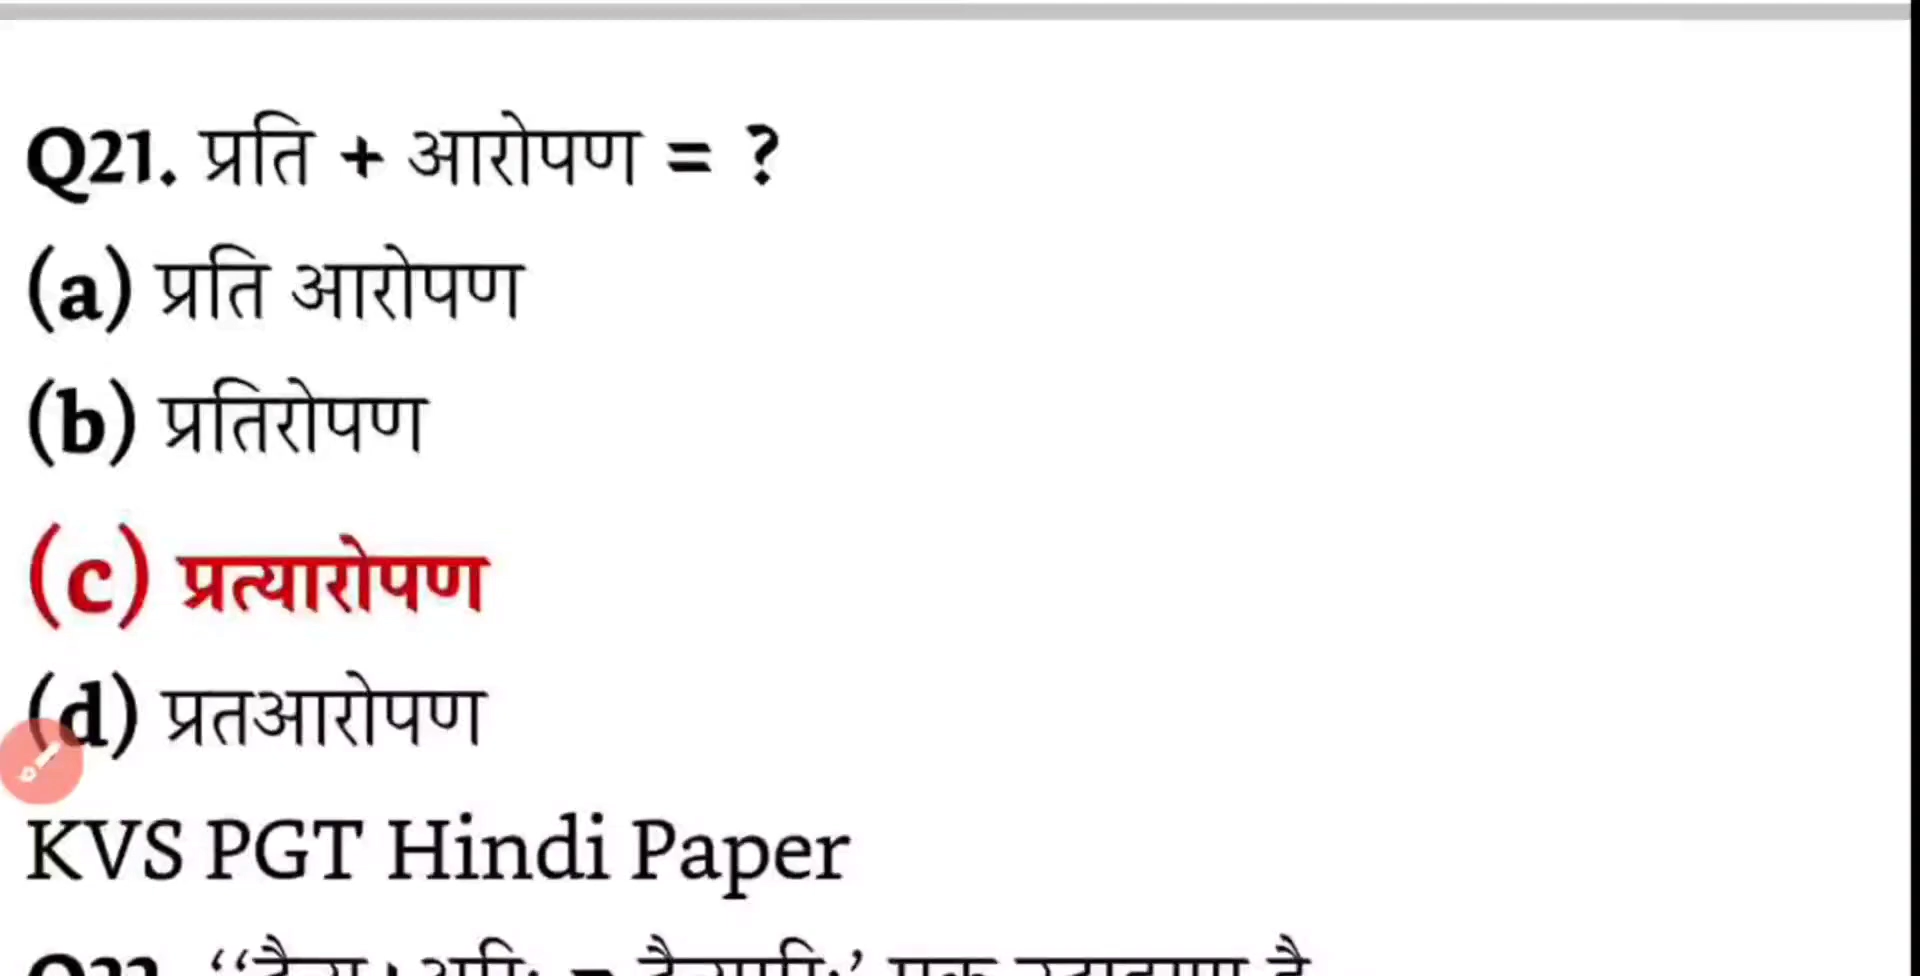 Q21. प्रति + आरोपण = ?
(a) प्रति आरोपण
(b) प्रतिरोपण
(c) प्रत्यारोपण
(d) प्रतआरोपण
KVS PGT Hindi Paper